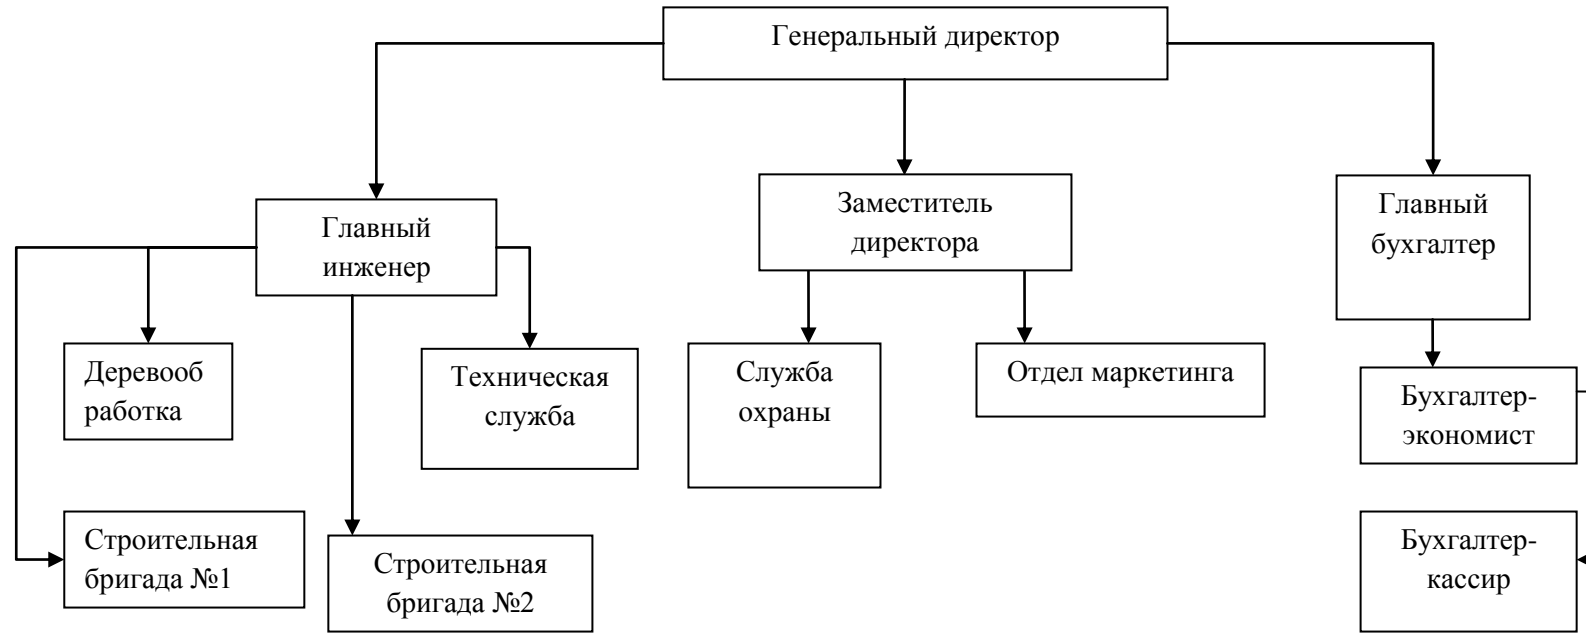 Генеральный директор
Главный
инженер
Заместитель
директора
Главный
бухгалтер
Деревооб
работка
Техническая
служба
Служба
охраны
Отдел маркетинга
Бухгалтер-
экономист
Строительная
бригада №1
Строительная
бригада №2
Бухгалтер-
кассир